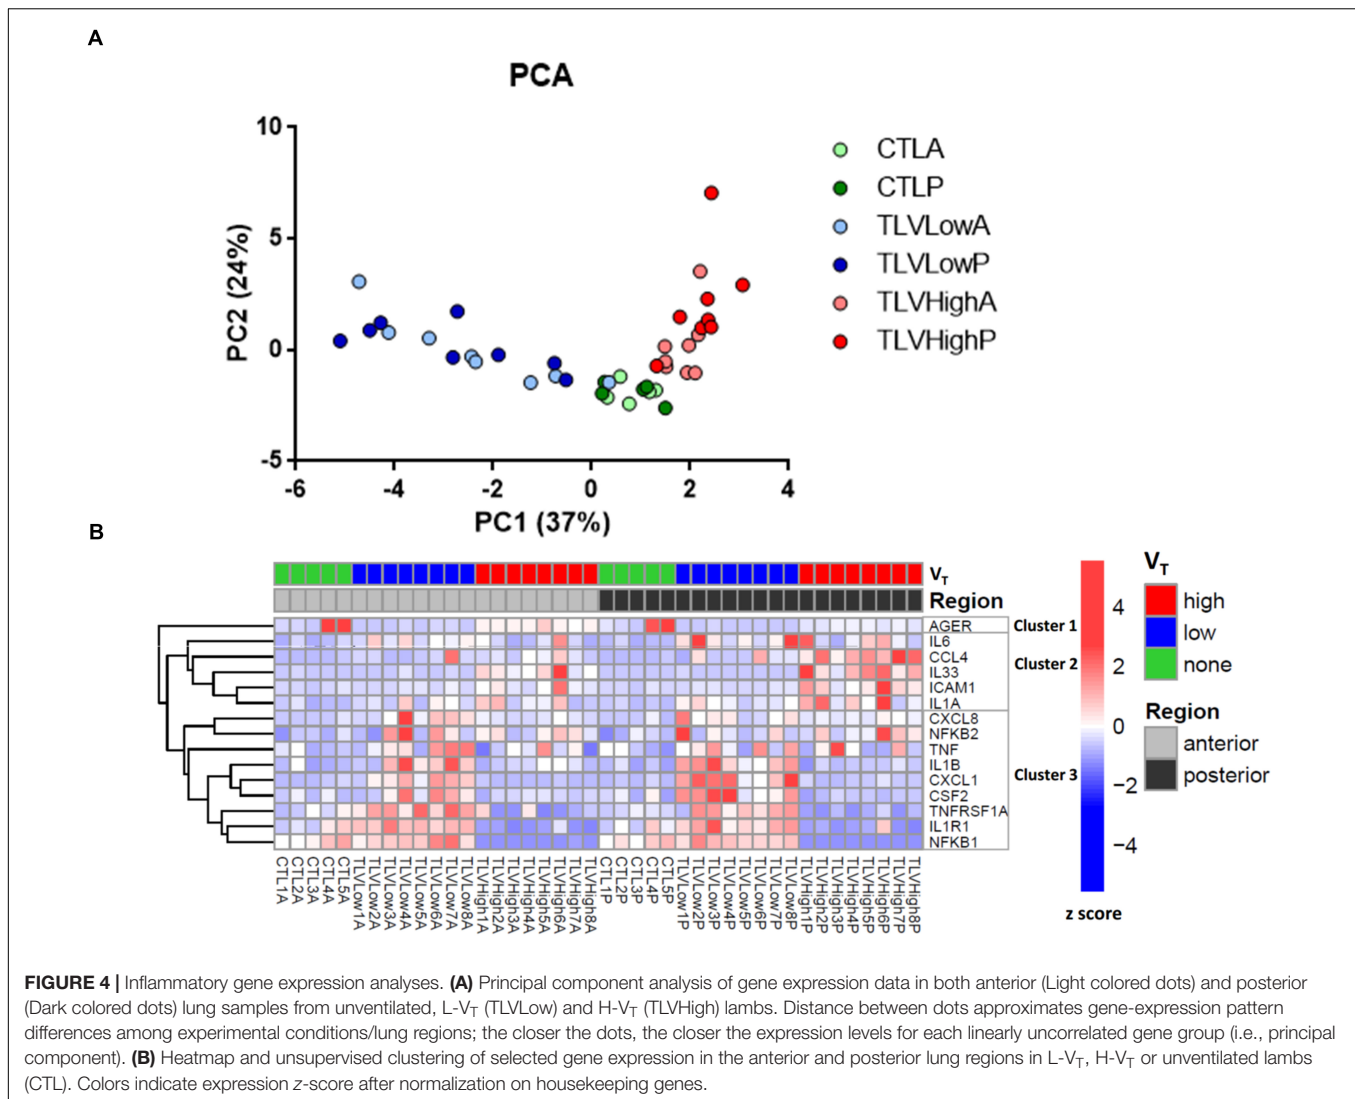 A
PCA
10
5
0
-5
-6
-4
-2
0
2
4
PC2 (24%)
PC1 (37%)
CTLA
CTLP
TLVLowA
TLVLowP
TLVHighA
TLVHighP
B
VT
Region
AGER
IL6
CCL4
IL33
ICAM1
IL1A
CXCL8
NFKB2
TNF
IL1B
CXCL1
CSF2
TNFRSF1A
IL1R1
NFKB1
Cluster 1
Cluster 2
Cluster 3
CTL1A
CTL2A
CTL3A
CTL4A
CTL5A
TLVLow1A
TLVLow2A
TLVLow3A
TLVLow4A
TLVLow5A
TLVLow6A
TLVLow7A
TLVLow8A
TLVHigh1A
TLVHigh2A
TLVHigh3A
TLVHigh4A
TLVHigh5A
TLVHigh6A
TLVHigh7A
TLVHigh8A
CTL1P
CTL2P
CTL3P
CTL4P
CTL5P
TLVLow1P
TLVLow2P
TLVLow3P
TLVLow4P
TLVLow5P
TLVLow6P
TLVLow7P
TLVLow8P
TLVHigh1P
TLVHigh2P
TLVHigh3P
TLVHigh4P
TLVHigh5P
TLVHigh6P
TLVHigh7P
TLVHigh8P
4
2
0
−2
−4
z score
VT
high
low
none
Region
anterior
posterior
FIGURE 4 | Inflammatory gene expression analyses. (A) Principal component analysis of gene expression data in both anterior (Light colored dots) and posterior
(Dark colored dots) lung samples from unventilated, L-VT (TLVLow) and H-VT (TLVHigh) lambs. Distance between dots approximates gene-expression pattern
differences among experimental conditions/lung regions; the closer the dots, the closer the expression levels for each linearly uncorrelated gene group (i.e., principal
component). (B) Heatmap and unsupervised clustering of selected gene expression in the anterior and posterior lung regions in L-VT, H-VT or unventilated lambs
(CTL). Colors indicate expression z-score after normalization on housekeeping genes.